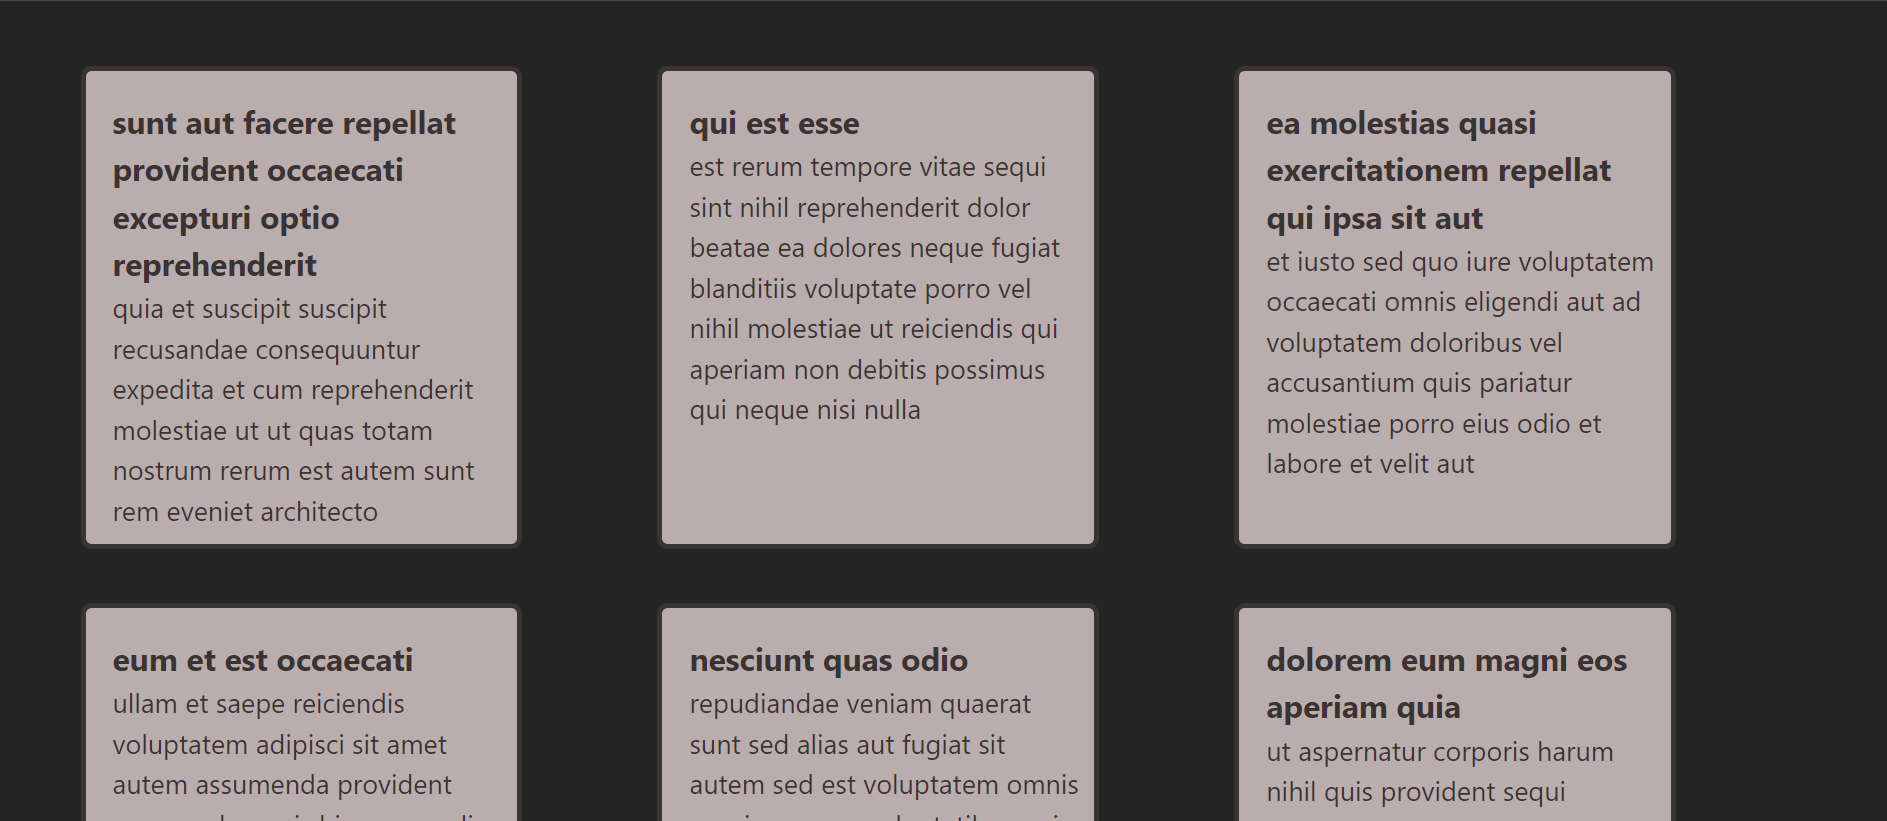 sunt aut facere repellat
provident occaecati
excepturi optio
reprehenderit
quia et suscipit suscipit
recusandae consequuntur
expedita et cum reprehenderit
molestiae ut ut quas totam
nostrum rerum est autem sunt
rem eveniet architecto
qui est esse
est rerum tempore vitae sequi
sint nihil reprehenderit dolor
beatae ea dolores neque fugiat
blanditiis voluptate porro vel
nihil molestiae ut reiciendis qui
aperiam non debitis possimus
qui neque nisi nulla
ea molestias quasi
exercitationem repellat
qui ipsa sit aut
et iusto sed quo iure voluptatem
occaecati omnis eligendi aut ad
voluptatem doloribus vel
accusantium quis pariatur
molestiae porro eius odio et
labore et velit aut
eum et est occaecati
ullam et saepe reiciendis
voluptatem adipisci sit amet
autem assumenda provident
nesciunt quas odio
repudiandae veniam quaerat
sunt sed alias aut fugiat sit
autem sed est voluptatem omnis
dolorem eum magni eos
aperiam quia
ut aspernatur corporis harum
nihil quis provident sequi